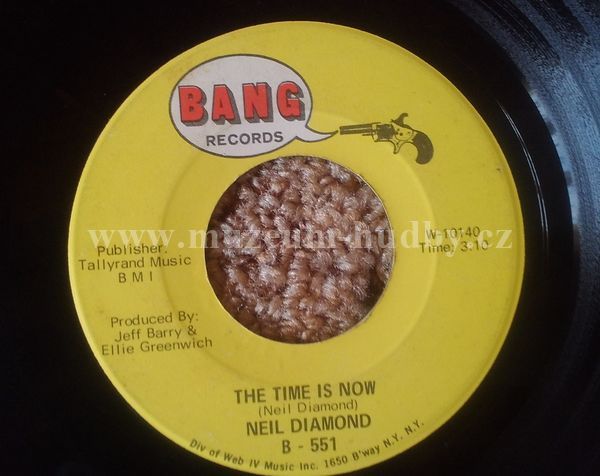 BANG
RECORDS
www.muzeum-hudby.cz
Publisher:
Tallyrand Music
B M I
W-10140
Time: 3:10
Produced By:
Jeff Barry &
Ellie Greenwich
THE TIME IS NOW
(Neil Diamond)
NEIL DIAMOND
B - 551
Div of Web IV Music Inc. 1650 B'way N.Y. N.Y.